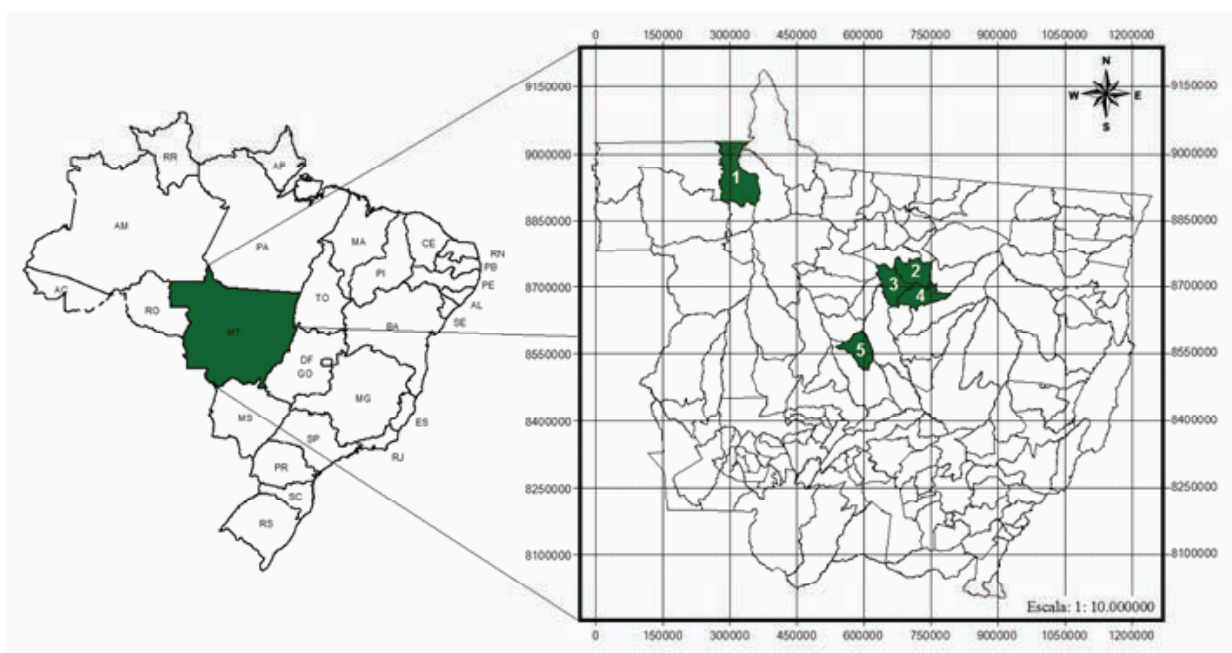 RR
AP
AM
PA
MA
CE
RN
PB
PI
PE
AC
AL
TO
RO
SE
BA
MT
DF
GO
MG
MS
ES
SP
RJ
PR
SC
RS
0 150000 300000 450000 600000 750000 900000 1050000 1200000
N
W E
S
9150000 9150000
9000000 9000000
1
8850000 8850000
2
3
8700000 8700000
4
5
8550000 8550000
8400000 8400000
8250000 8250000
8100000 8100000
Escala: 1: 10.000000
0 150000 300000 450000 600000 750000 900000 1050000 1200000